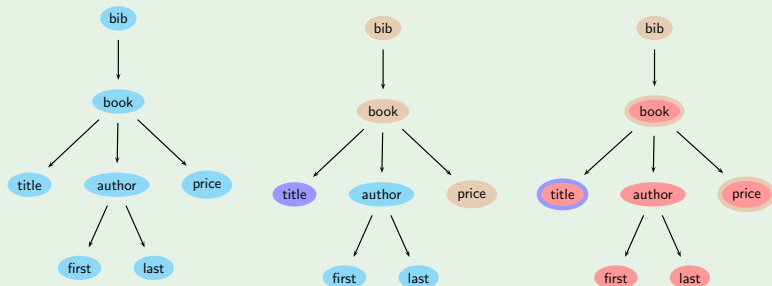 bib
book
title author price
first last
bib
book
title author price
first last
bib
book
title author price
first last